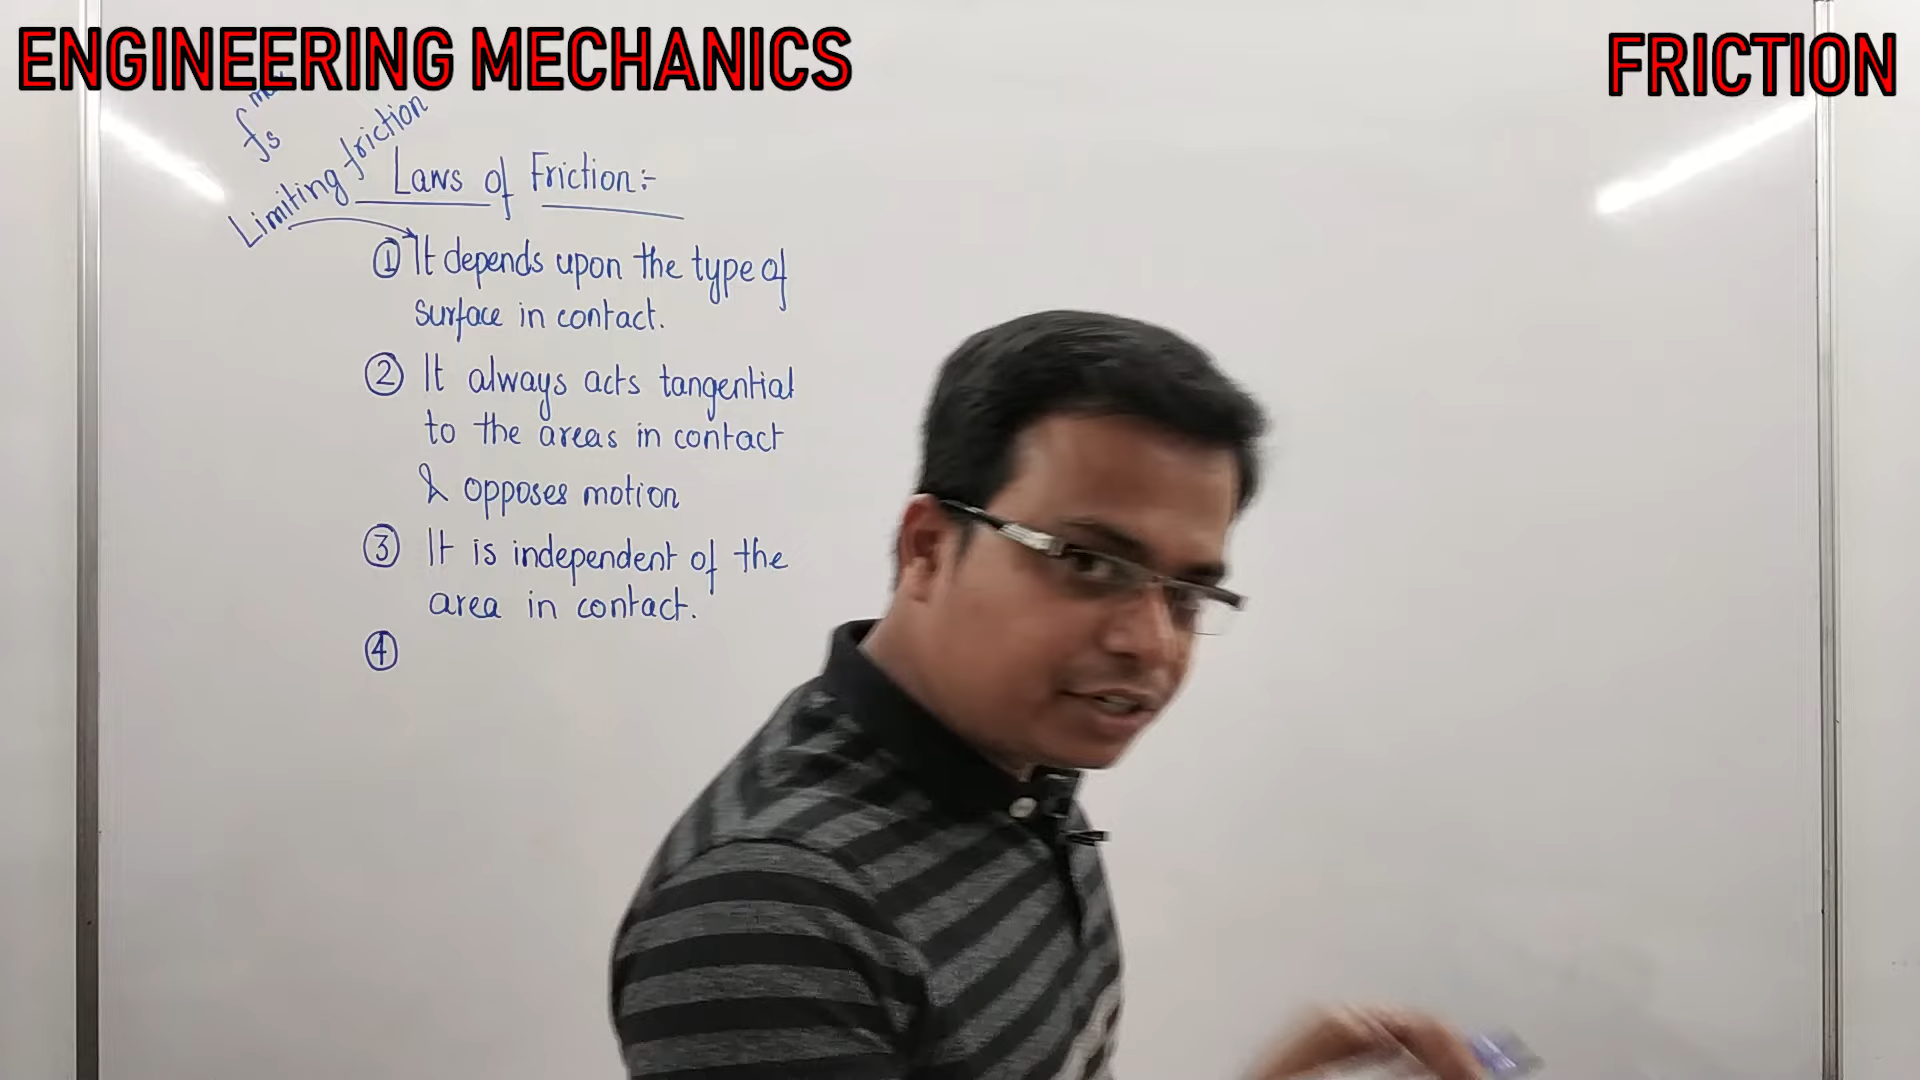 ENGINEERING MECHANICS
FRICTION
fs
Limiting friction
Laws of Friction:-
① It depends upon the type of
surface in contact.
② It always acts tangential
to the areas in contact
& opposes motion
③ It is independent of the
area in contact.
④